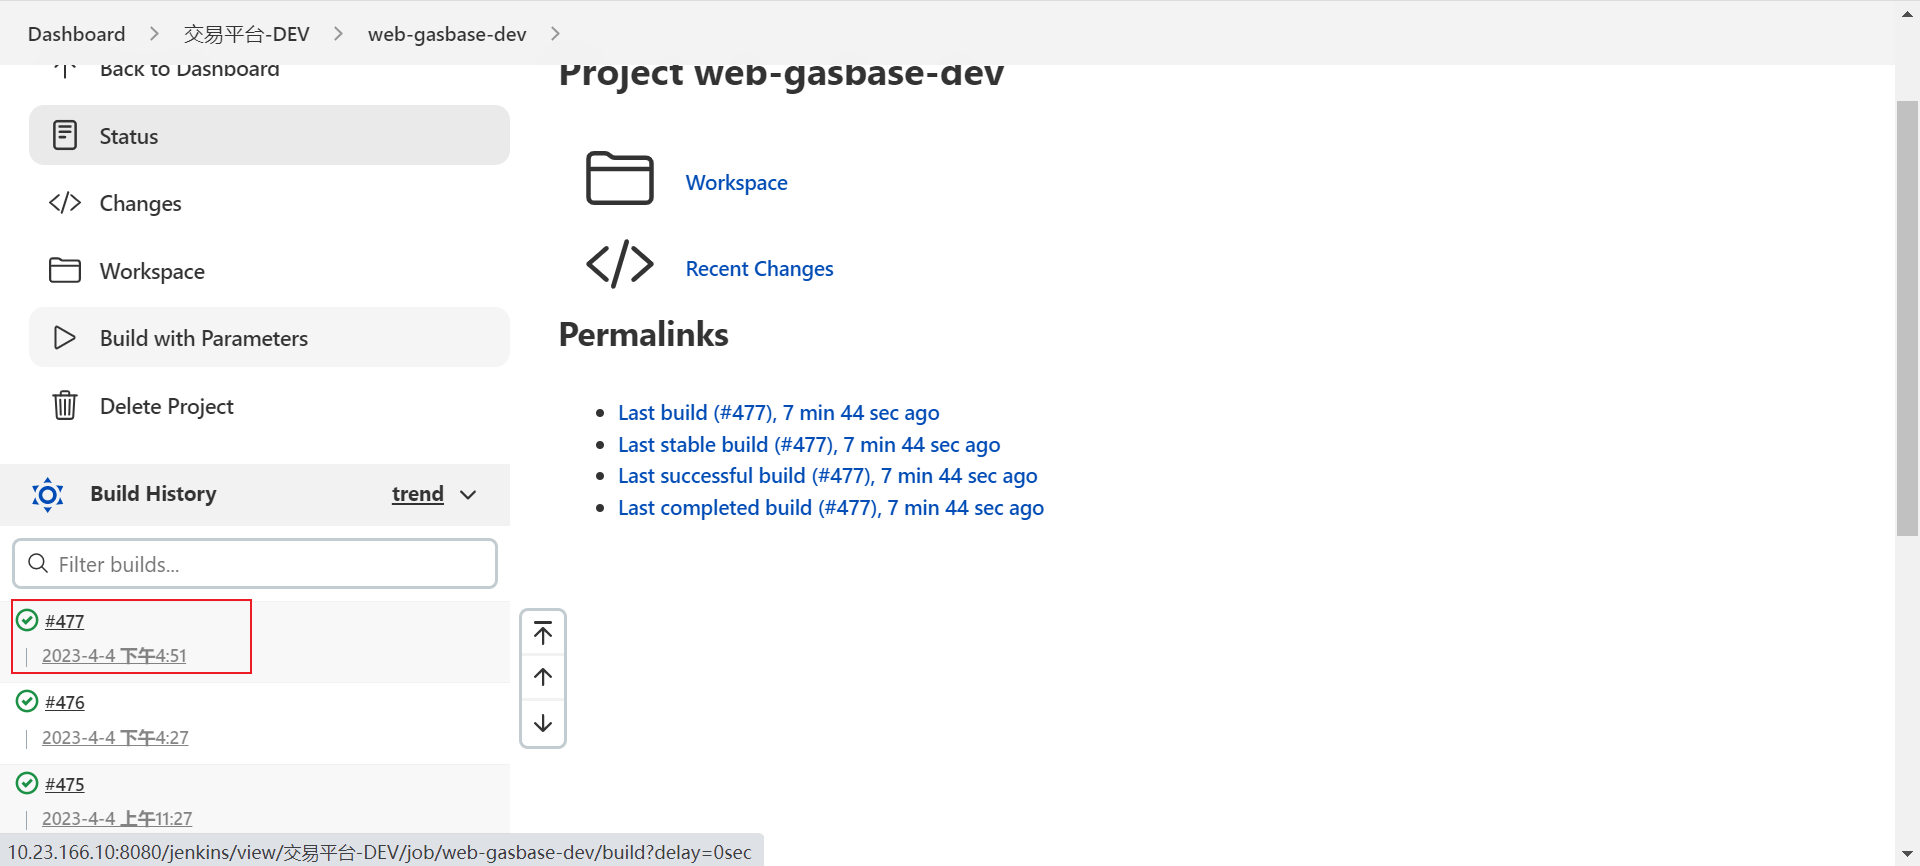 Dashboard > 交易平台-DEV > web-gasbase-dev >
Back to Dashboard
Status
Changes
Workspace
Build with Parameters
Delete Project
Build History trend
Filter builds...
#477
2023-4-4 下午4:51
#476
2023-4-4 下午4:27
#475
2023-4-4 上午11:27
Project web-gasbase-dev
Workspace
Recent Changes
Permalinks
Last build (#477), 7 min 44 sec ago
Last stable build (#477), 7 min 44 sec ago
Last successful build (#477), 7 min 44 sec ago
Last completed build (#477), 7 min 44 sec ago
10.23.166.10:8080/jenkins/view/交易平台-DEV/job/web-gasbase-dev/build?delay=0sec